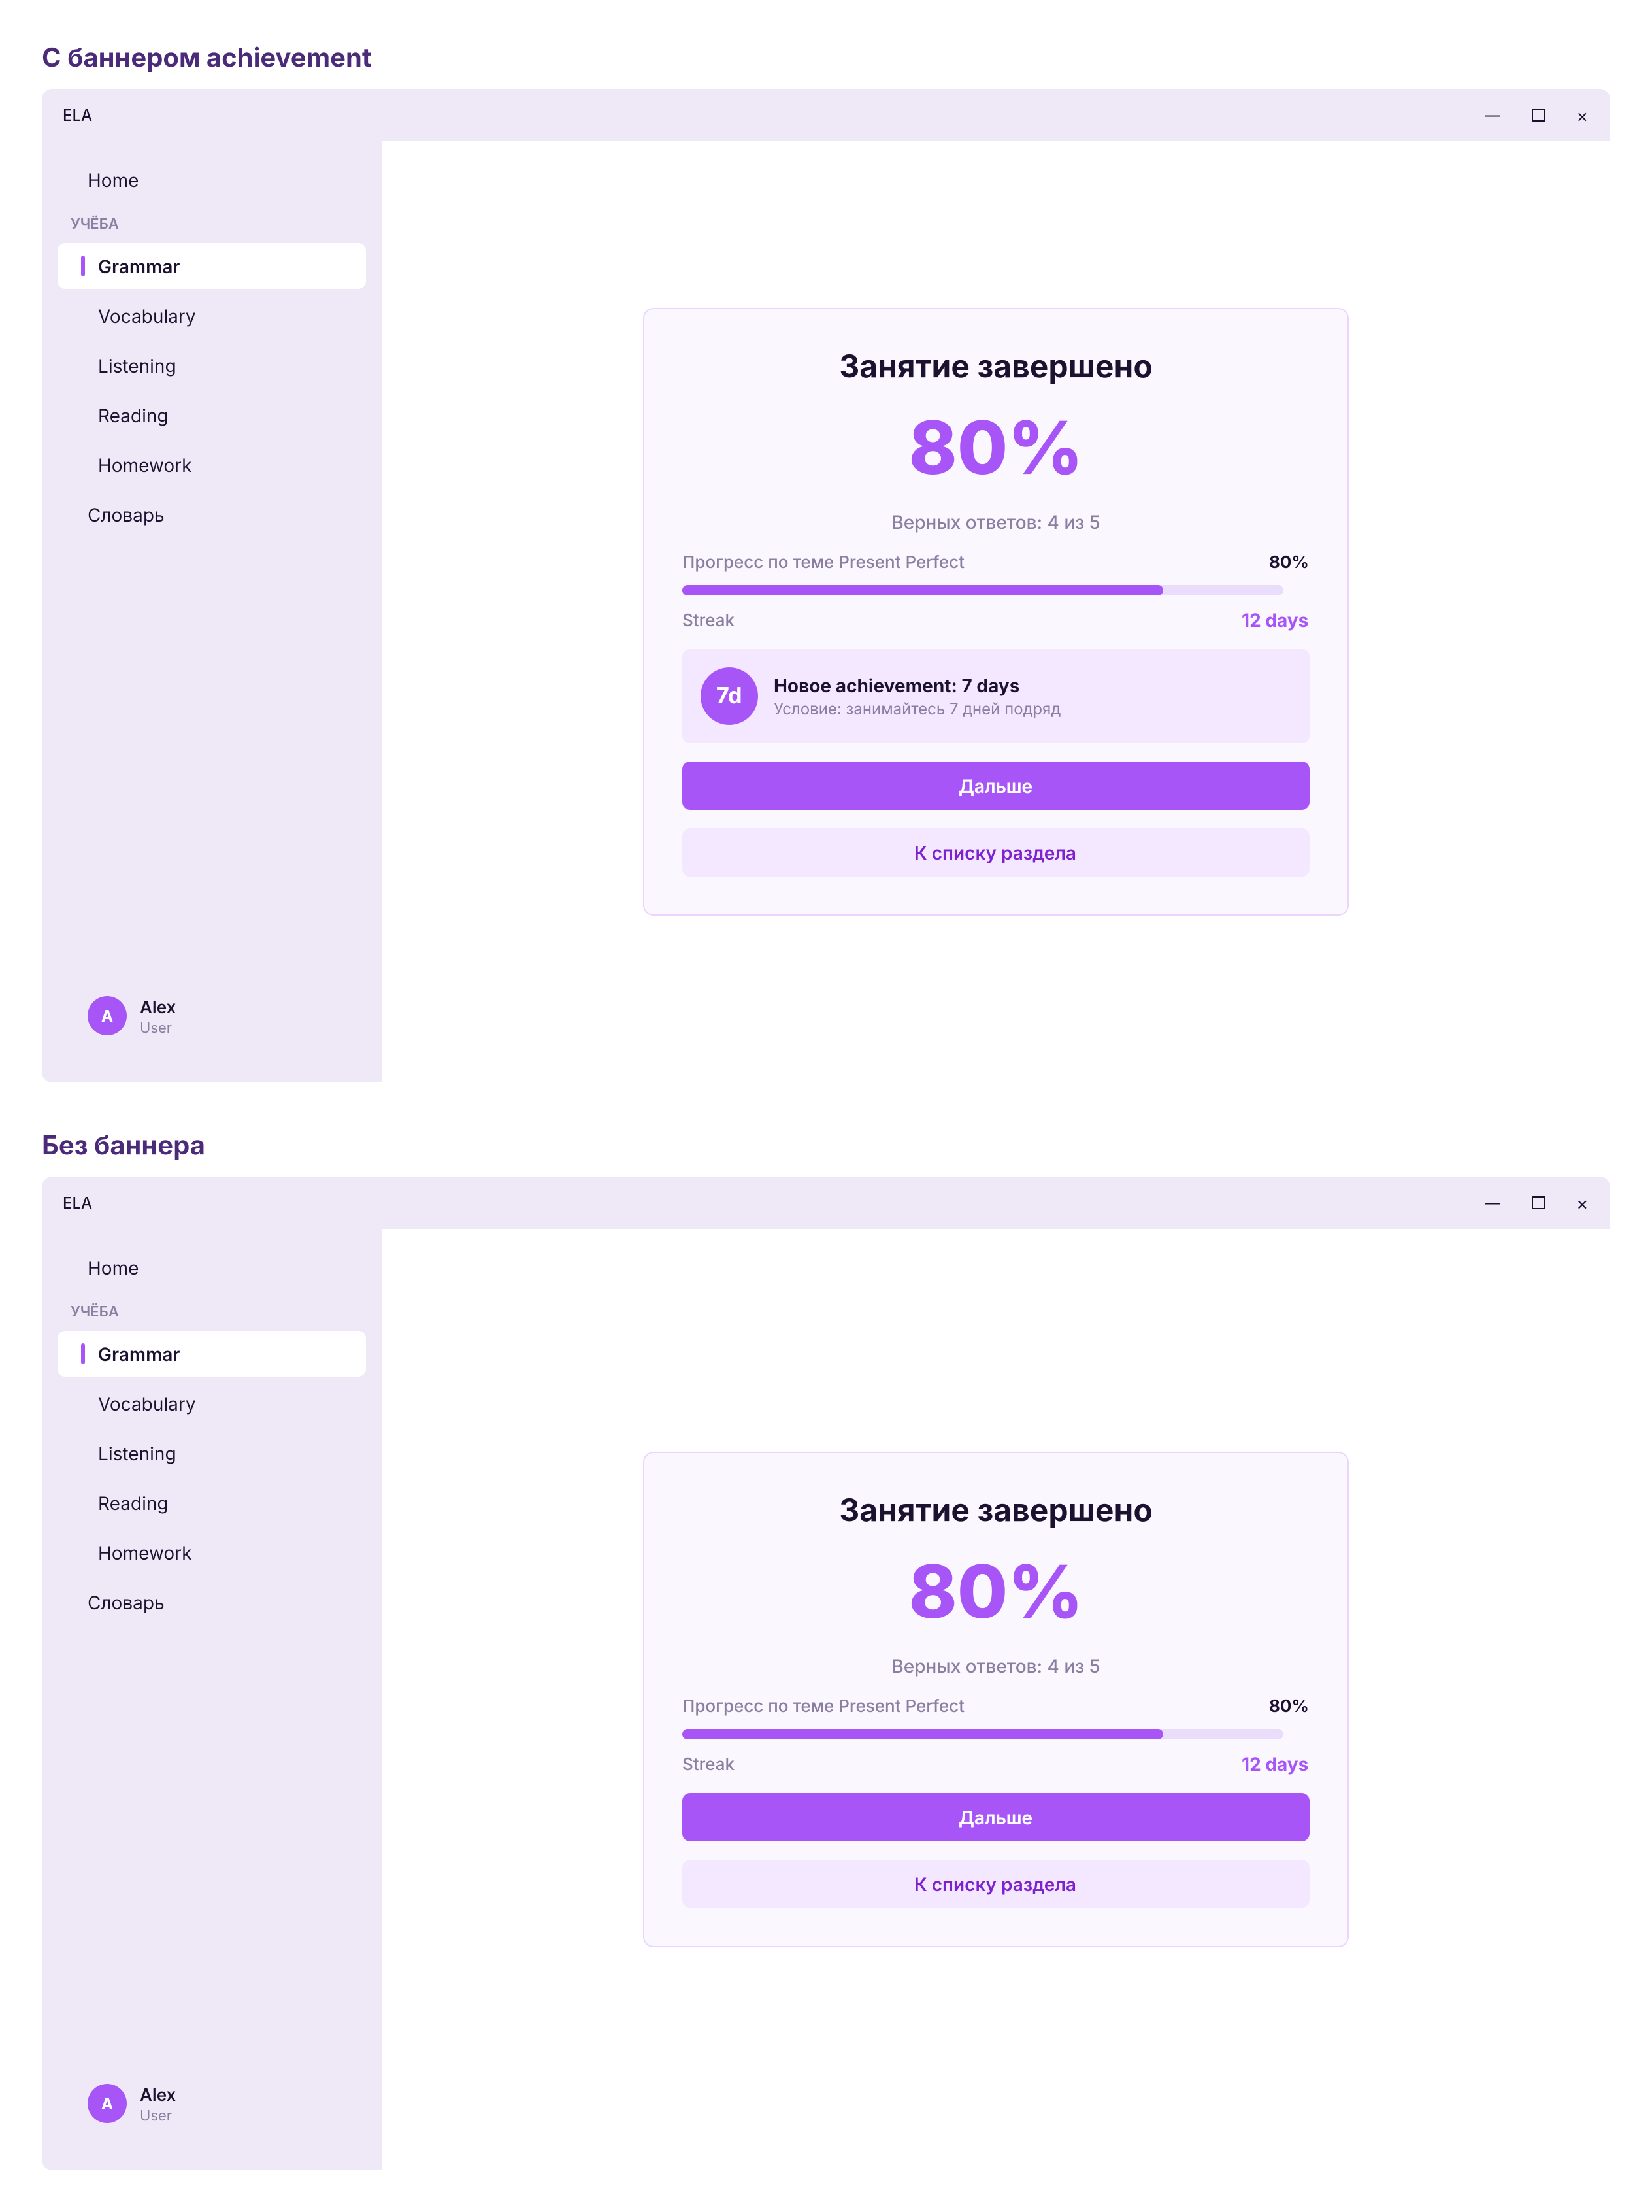 С баннером achievement
ELA
Home
УЧЁБА
Grammar
Vocabulary
Listening
Reading
Homework
Словарь
Занятие завершено
80%
Верных ответов: 4 из 5
Прогресс по теме Present Perfect 80%
Streak 12 days
7d
Новое achievement: 7 days
Условие: занимайтесь 7 дней подряд
Дальше
К списку раздела
A
Alex
User
Без баннера
ELA
Home
УЧЁБА
Grammar
Vocabulary
Listening
Reading
Homework
Словарь
Занятие завершено
80%
Верных ответов: 4 из 5
Прогресс по теме Present Perfect 80%
Streak 12 days
Дальше
К списку раздела
A
Alex
User